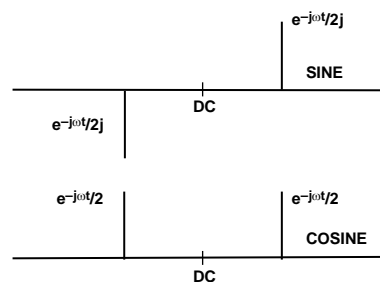 e–jωt/2j
SINE
DC
e–jωt/2j
e–jωt/2
e–jωt/2
COSINE
DC